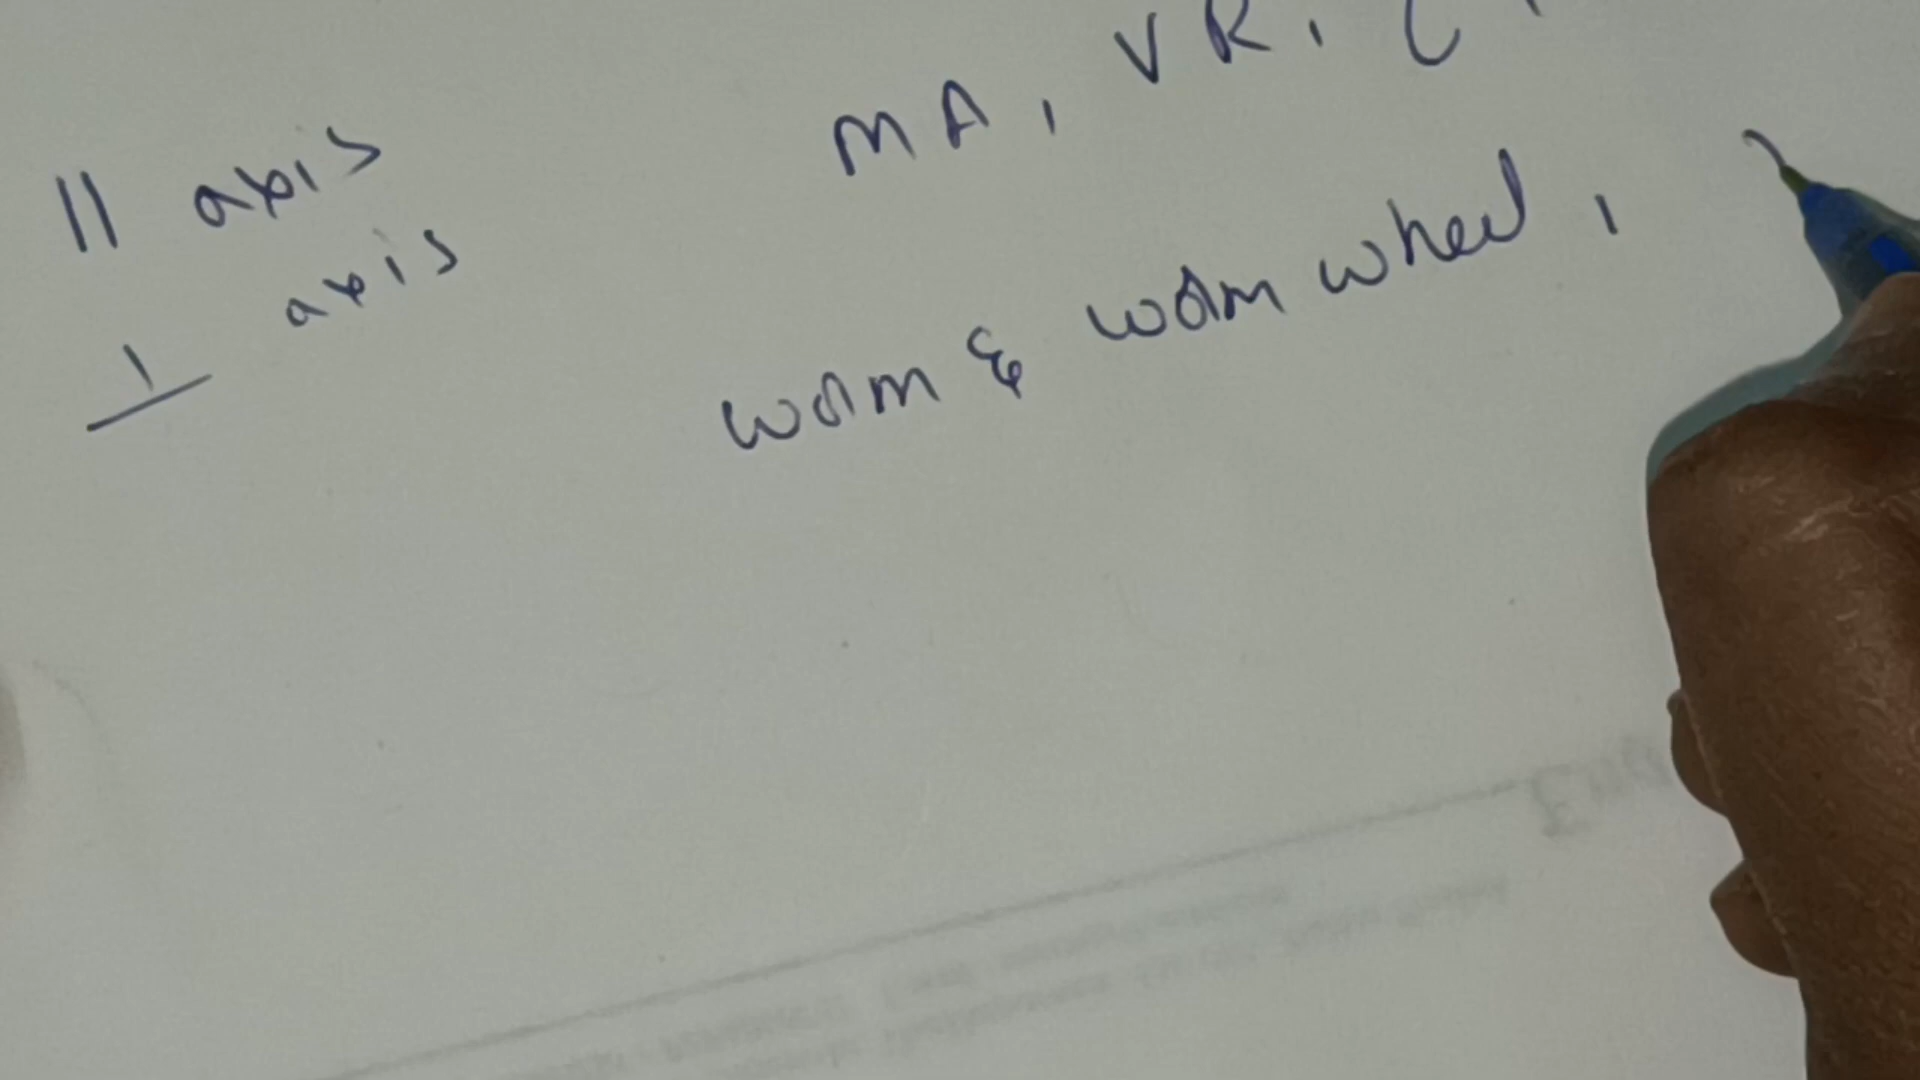 || axis
⊥ axis
MA, VR,
worm & worm wheel,